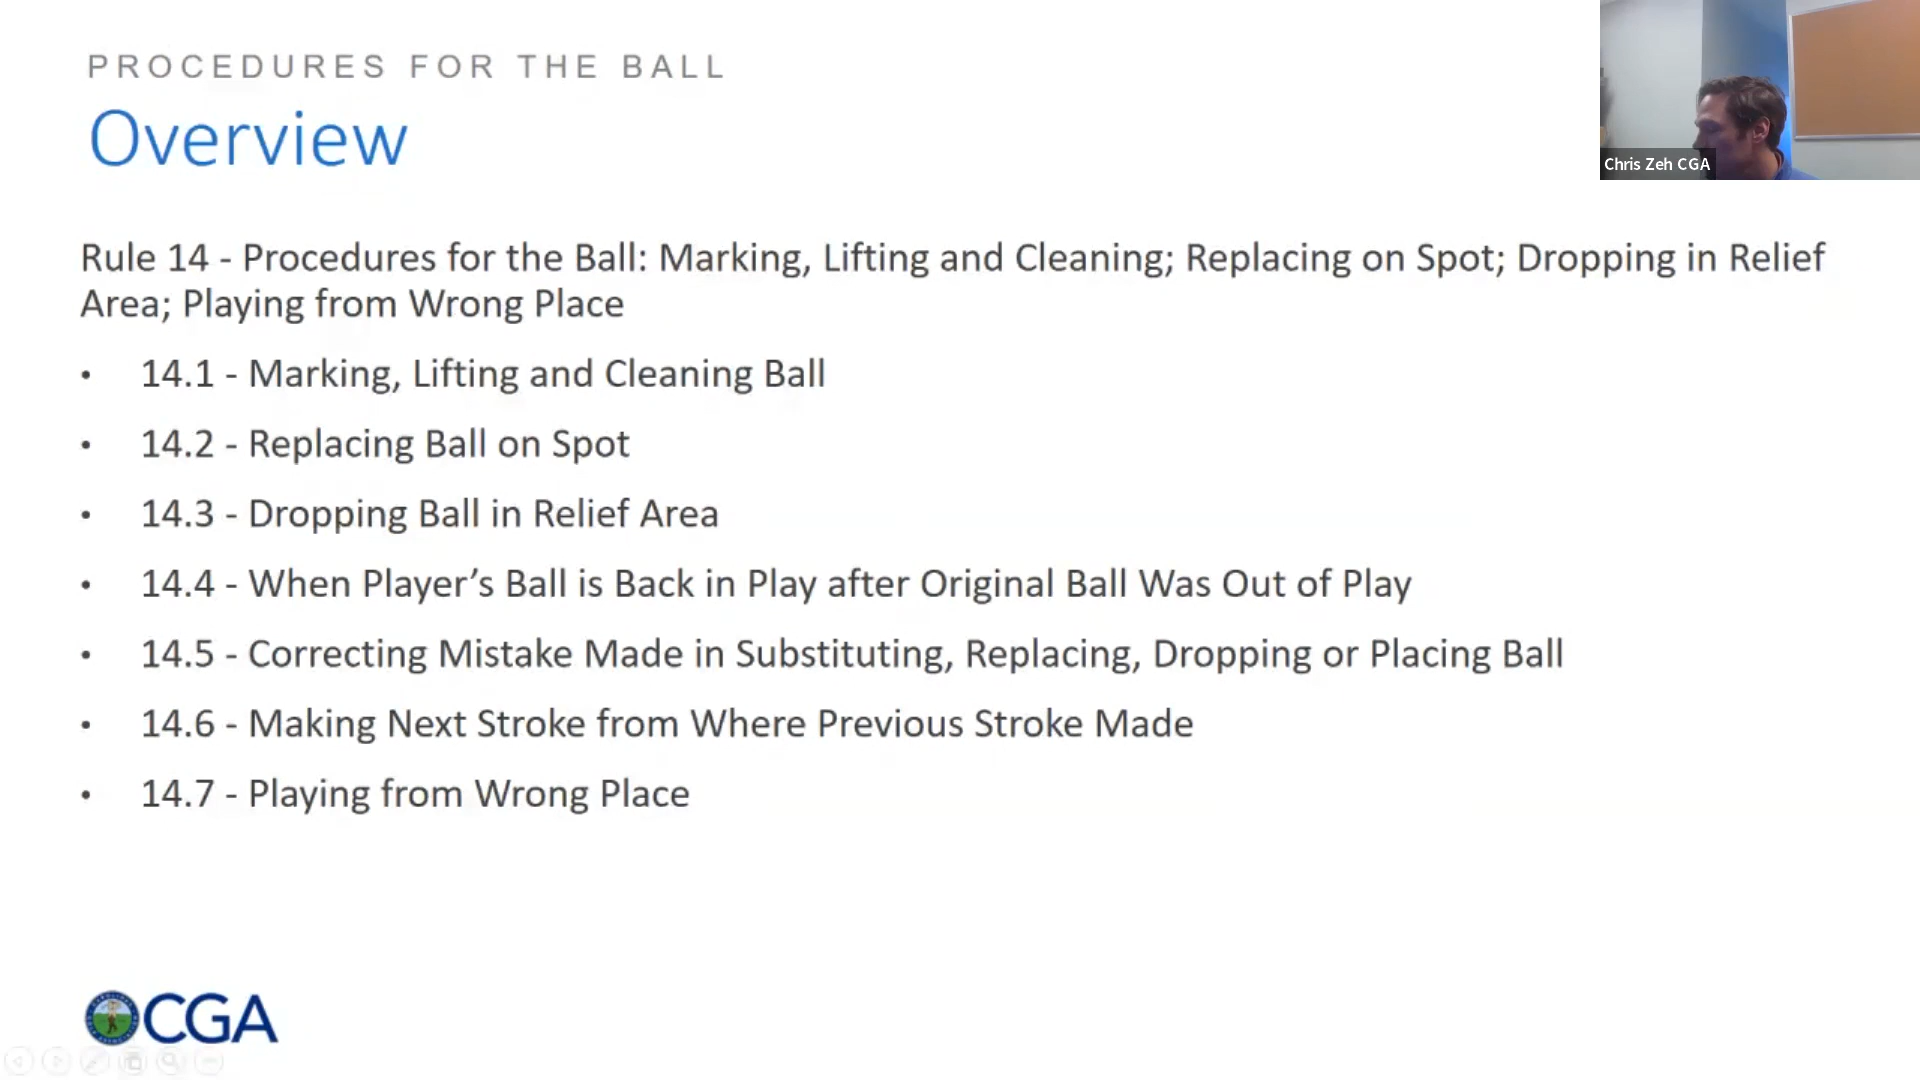 PROCEDURES FOR THE BALL
Overview
Chris Zeh CGA
Rule 14 - Procedures for the Ball: Marking, Lifting and Cleaning; Replacing on Spot; Dropping in Relief
Area; Playing from Wrong Place
• 14.1 - Marking, Lifting and Cleaning Ball
• 14.2 - Replacing Ball on Spot
• 14.3 - Dropping Ball in Relief Area
• 14.4 - When Player’s Ball is Back in Play after Original Ball Was Out of Play
• 14.5 - Correcting Mistake Made in Substituting, Replacing, Dropping or Placing Ball
• 14.6 - Making Next Stroke from Where Previous Stroke Made
• 14.7 - Playing from Wrong Place
CGA